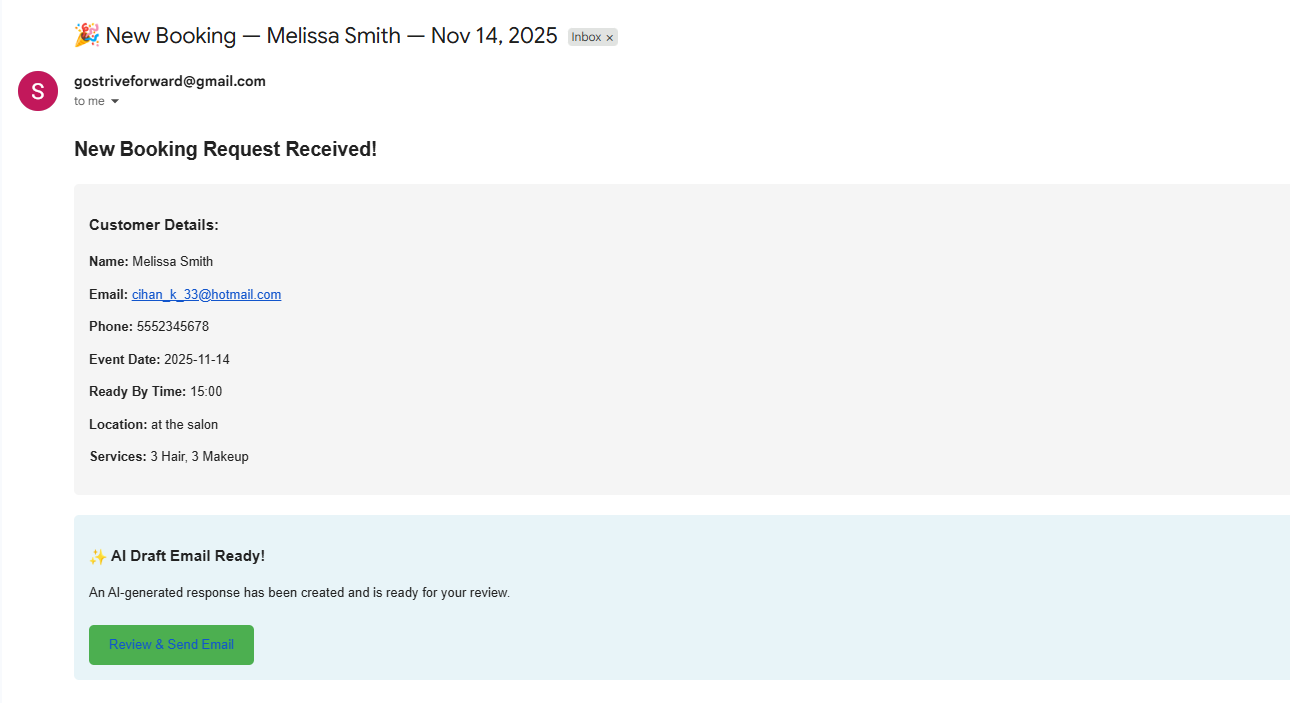 🎉 New Booking — Melissa Smith — Nov 14, 2025 Inbox ×
S
gostriveforward@gmail.com
to me
New Booking Request Received!
Customer Details:
Name: Melissa Smith
Email: cihan_k_33@hotmail.com
Phone: 5552345678
Event Date: 2025-11-14
Ready By Time: 15:00
Location: at the salon
Services: 3 Hair, 3 Makeup
✨ AI Draft Email Ready!
An AI-generated response has been created and is ready for your review.
Review & Send Email